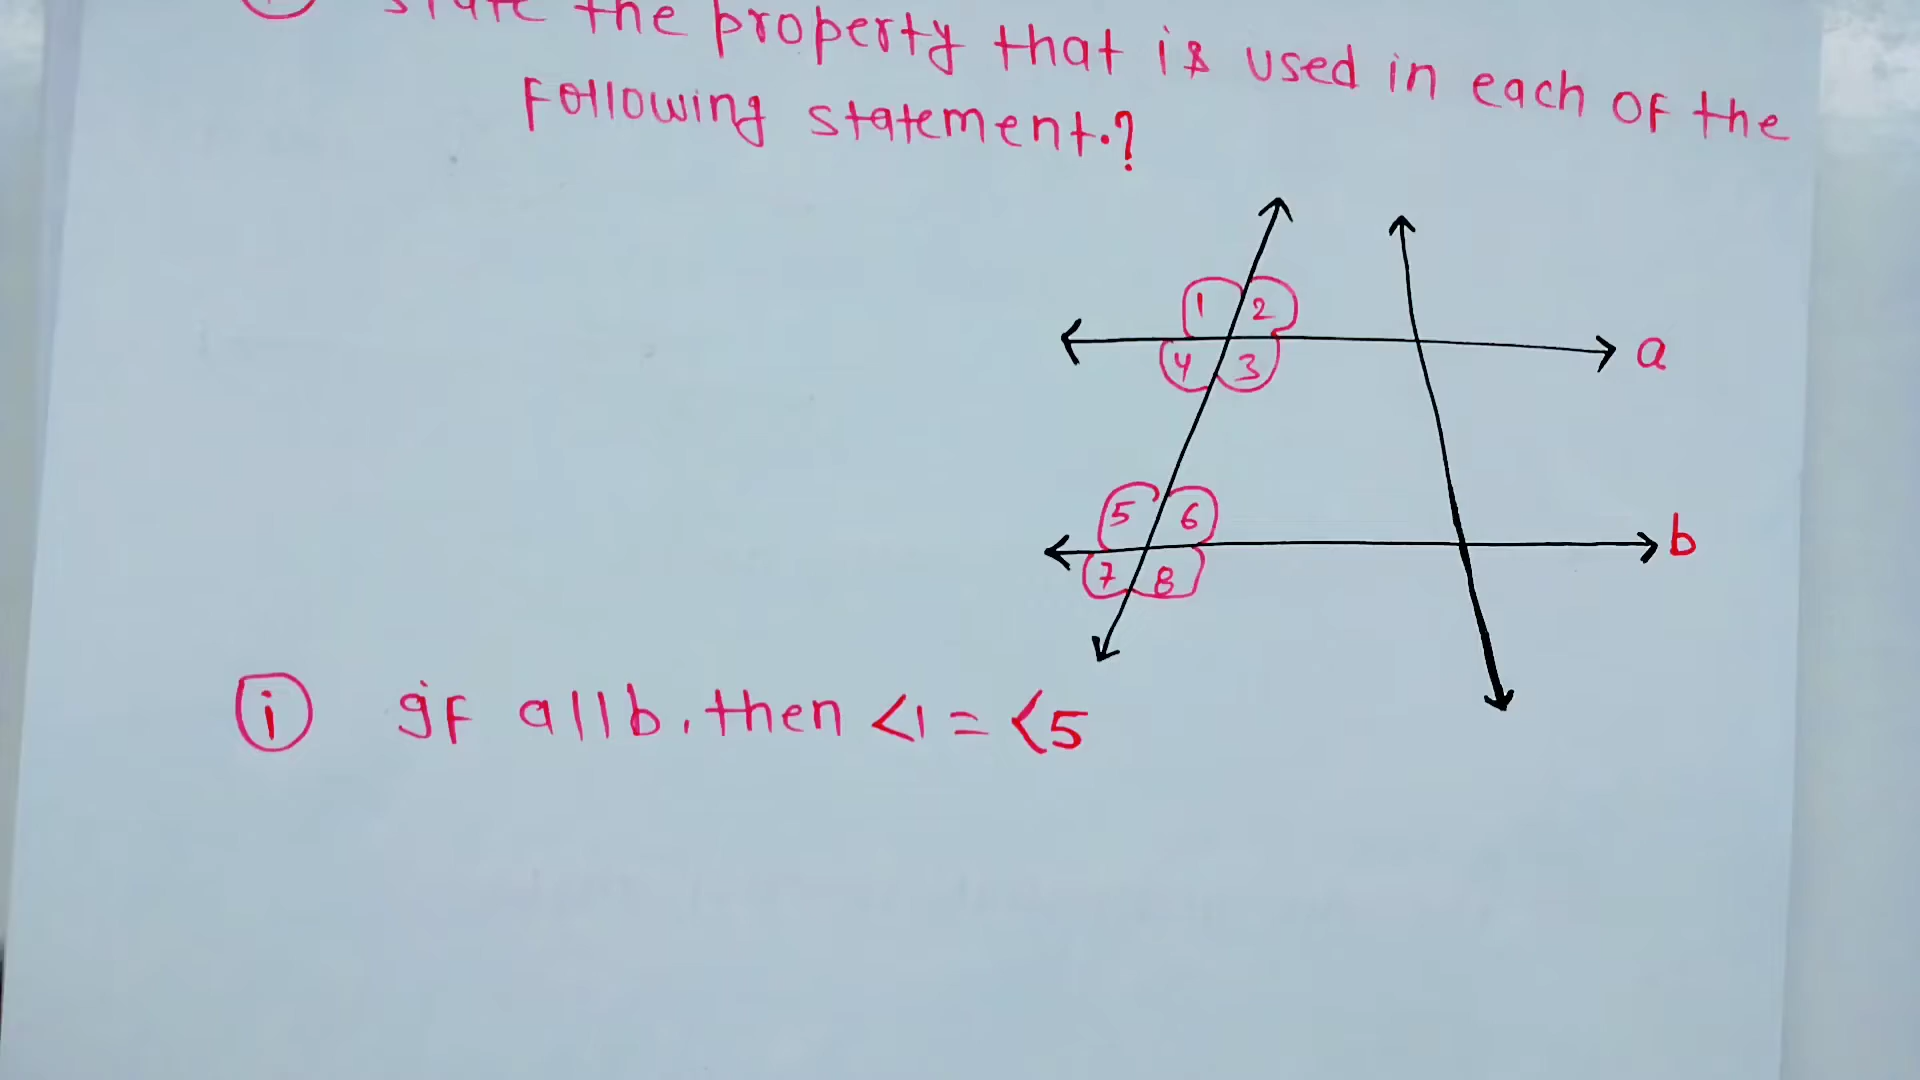 state the property that is used in each of the
following statement.?
1 2
a
4 3
5 6
b
7 8
i If a||b, then <1 = <5